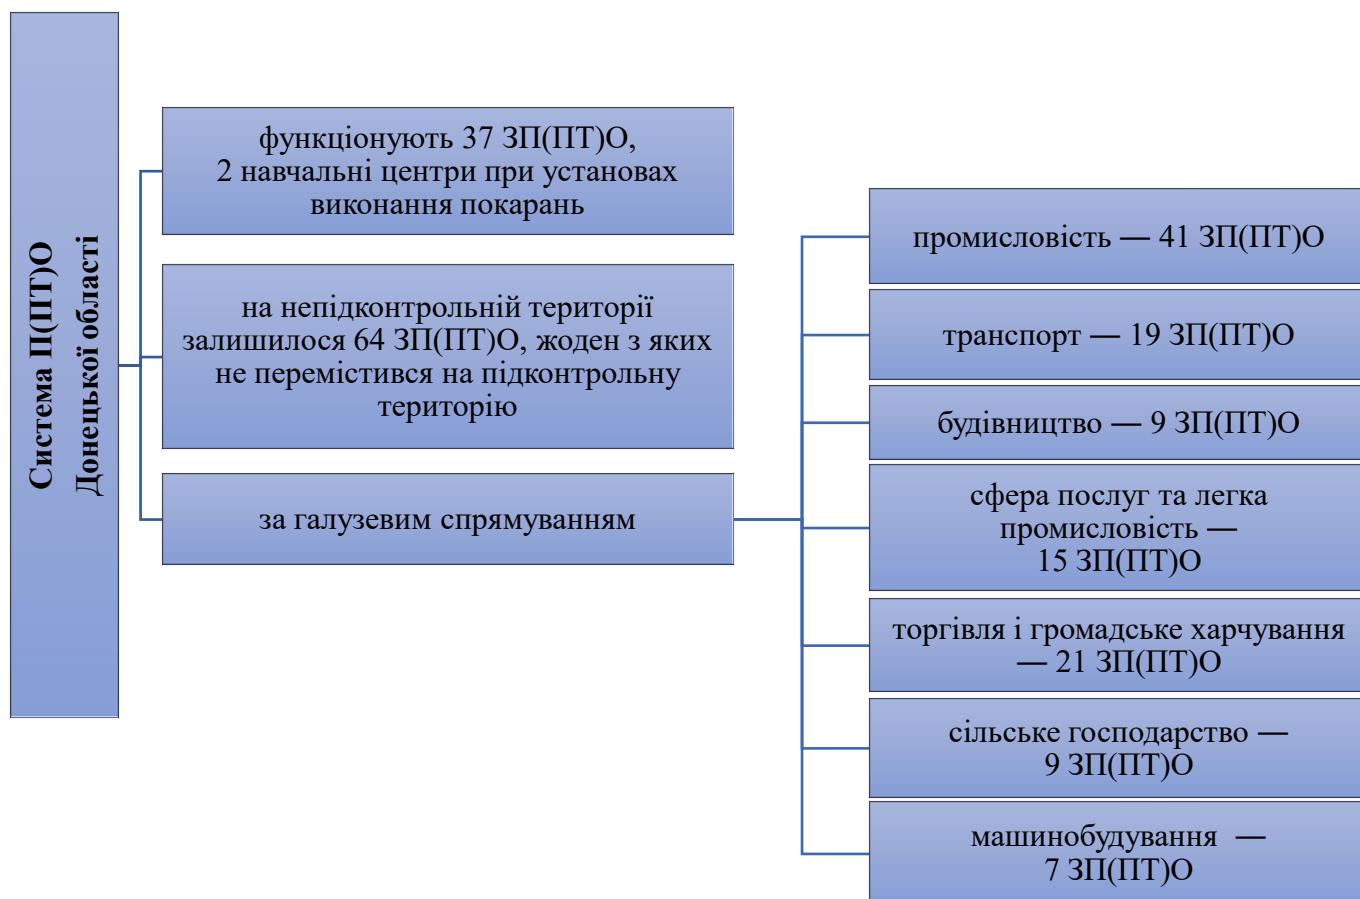 Система П(ПТ)О
Донецької області
функціонують 37 ЗП(ПТ)О,
2 навчальні центри при установах
виконання покарань
на непідконтрольній території
залишилося 64 ЗП(ПТ)О, жоден з яких
не перемістився на підконтрольну
територію
за галузевим спрямуванням
промисловість — 41 ЗП(ПТ)О
транспорт — 19 ЗП(ПТ)О
будівництво — 9 ЗП(ПТ)О
сфера послуг та легка
промисловість —
15 ЗП(ПТ)О
торгівля і громадське харчування
— 21 ЗП(ПТ)О
сільське господарство —
9 ЗП(ПТ)О
машинобудування —
7 ЗП(ПТ)О